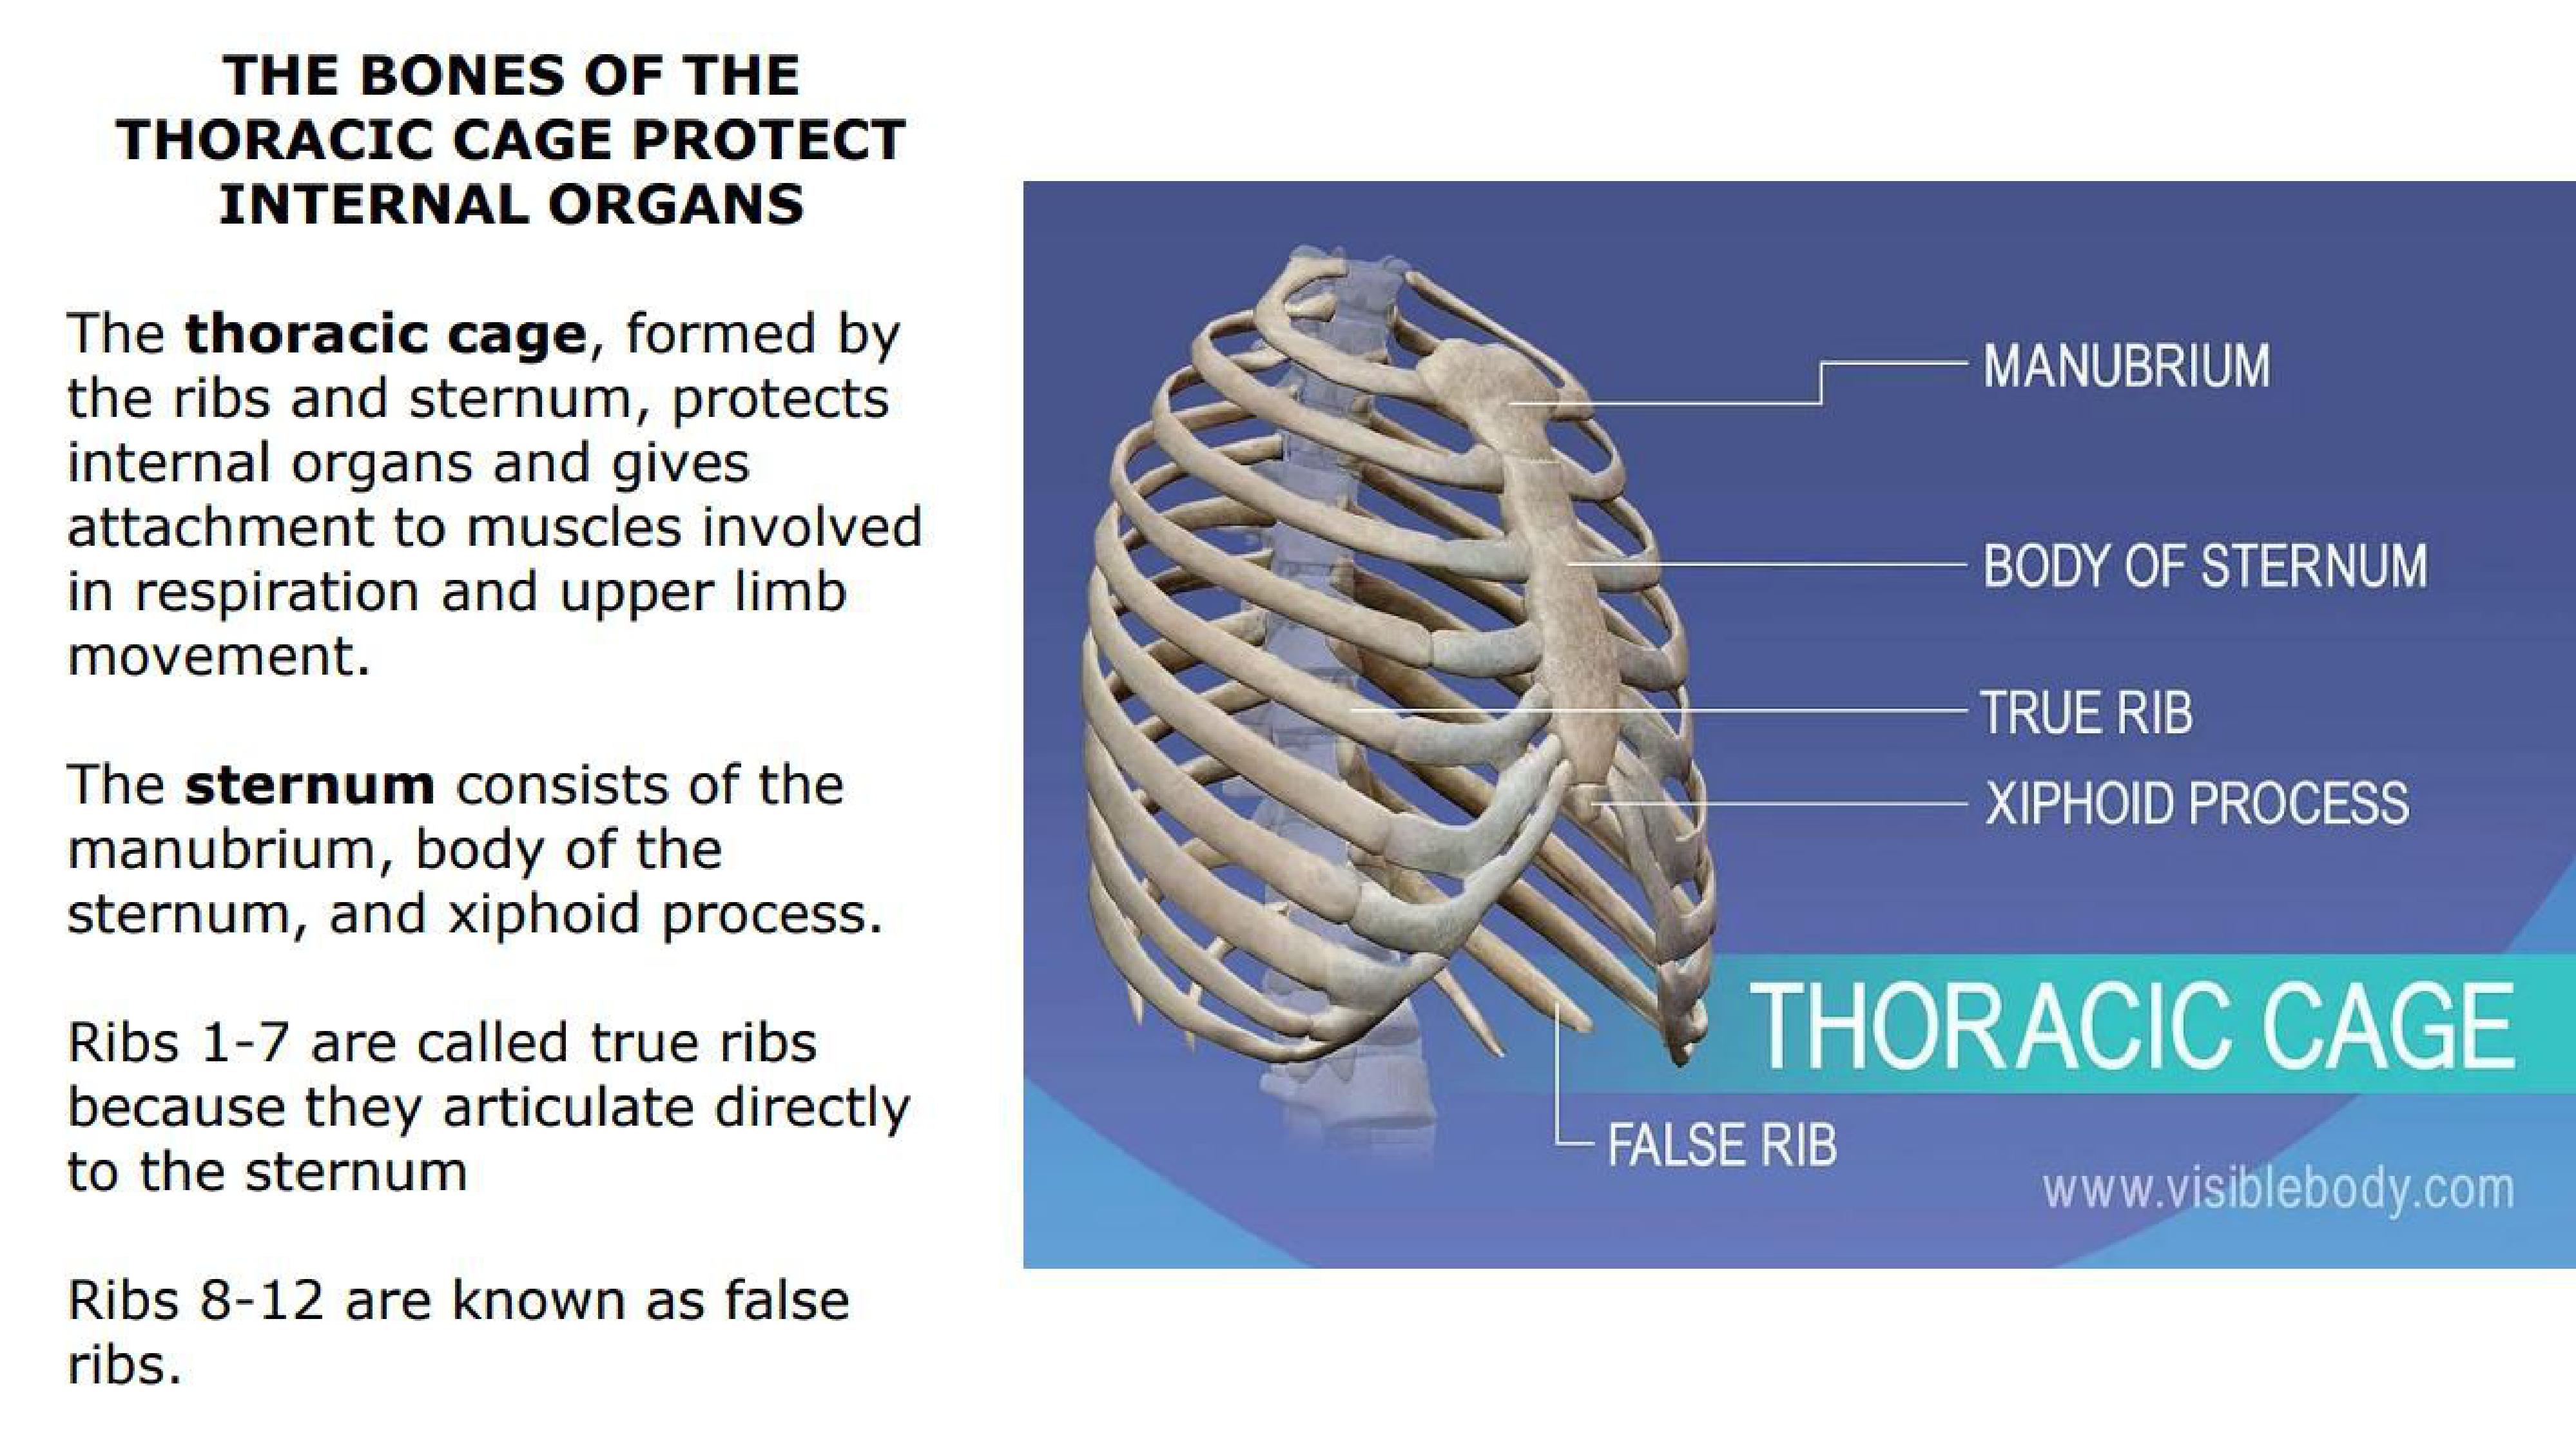 THE BONES OF THE
THORACIC CAGE PROTECT
INTERNAL ORGANS
The thoracic cage, formed by
the ribs and sternum, protects
internal organs and gives
attachment to muscles involved
in respiration and upper limb
movement.
The sternum consists of the
manubrium, body of the
sternum, and xiphoid process.
Ribs 1-7 are called true ribs
because they articulate directly
to the sternum
Ribs 8-12 are known as false
ribs.
MANUBRIUM
BODY OF STERNUM
TRUE RIB
XIPHOID PROCESS
THORACIC CAGE
FALSE RIB
www.visiblebody.com